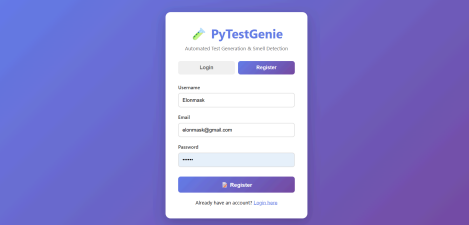 PyTestGenie
Automated Test Generation & Smell Detection
Login
Register
Username
Elonmask
Email
elonmask@gmail.com
Password
••••••
Register
Already have an account? Login here